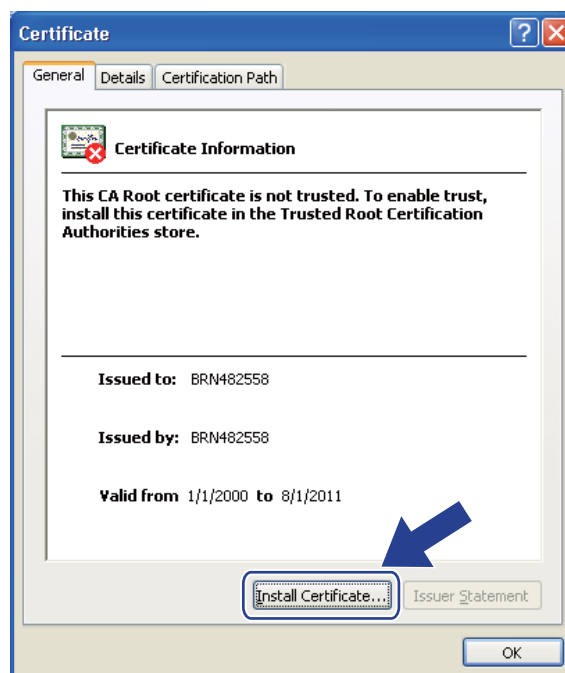 Certificate
General Details Certification Path
Certificate Information
This CA Root certificate is not trusted. To enable trust,
install this certificate in the Trusted Root Certification
Authorities store.
Issued to: BRN482558
Issued by: BRN482558
Valid from 1/1/2000 to 8/1/2011
Install Certificate... Issuer Statement
OK